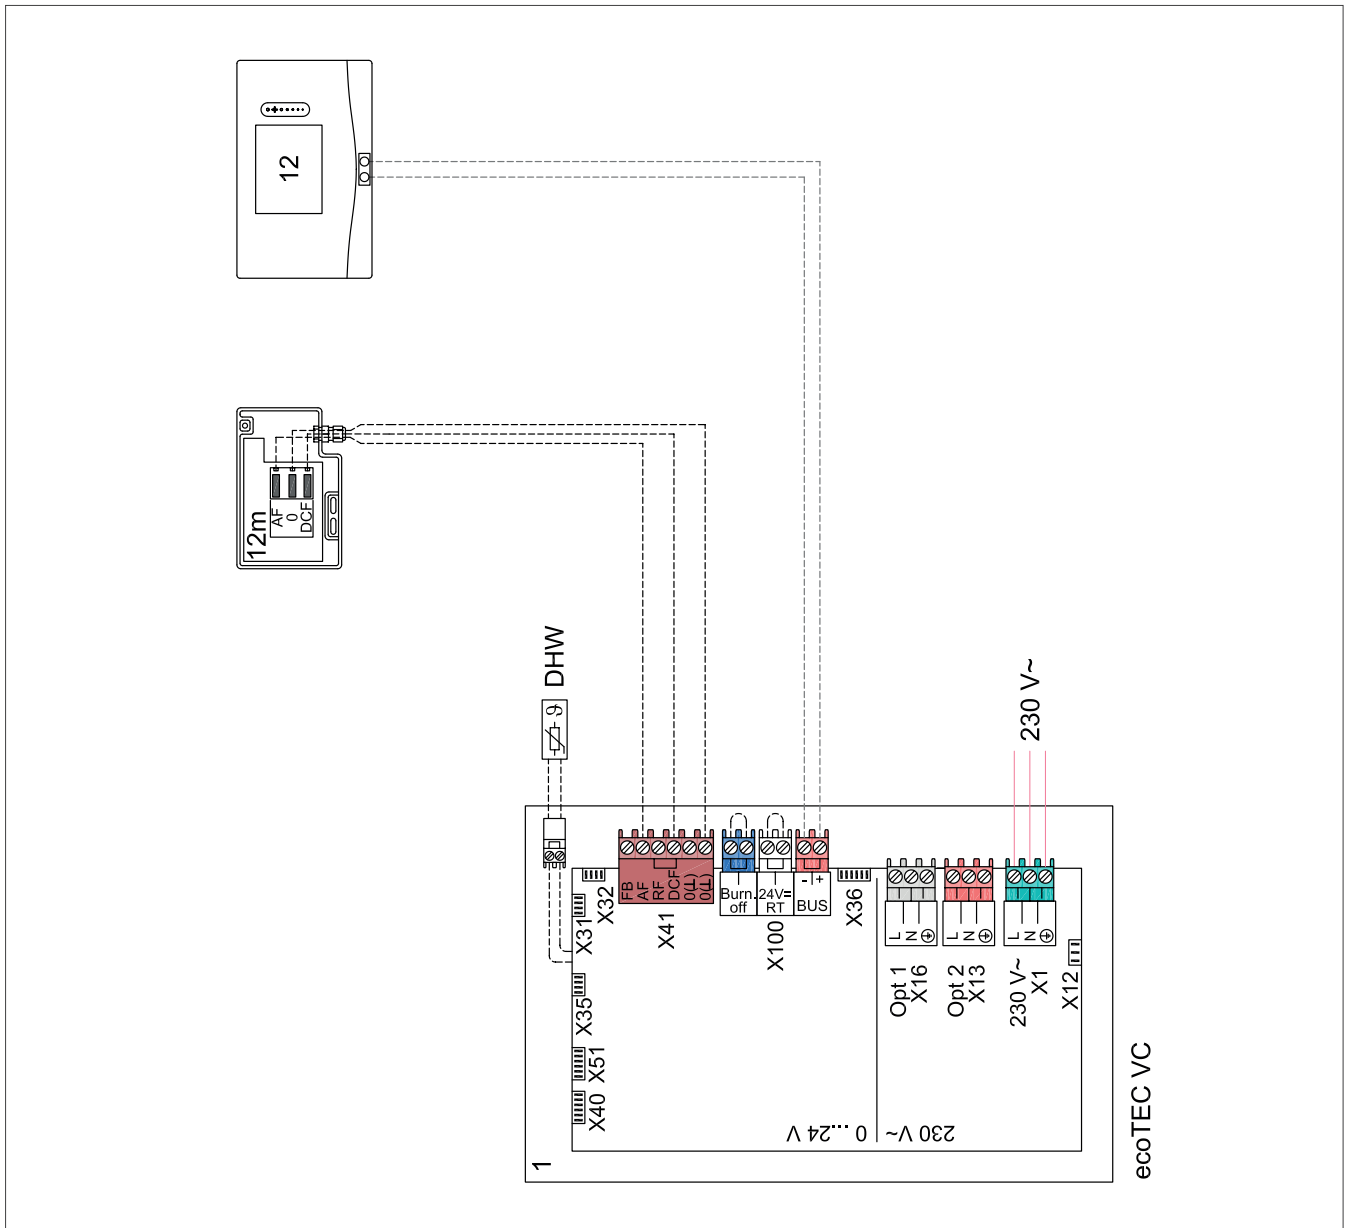 12
12m
AF
0
DCF
DHW
ϑ
230 V~
FB
AF
RF
DCF
0(⊥)
0(⊥)
X41
Burn.
off
24V=
RT
X100
- +
BUS
X32
X31
X35
X51
X40
X36
L
N
Opt 1
X16
L
N
Opt 2
X13
L
N
230 V~
X1
X12
0 ...24 V | 230 V~
1
ecoTEC VC